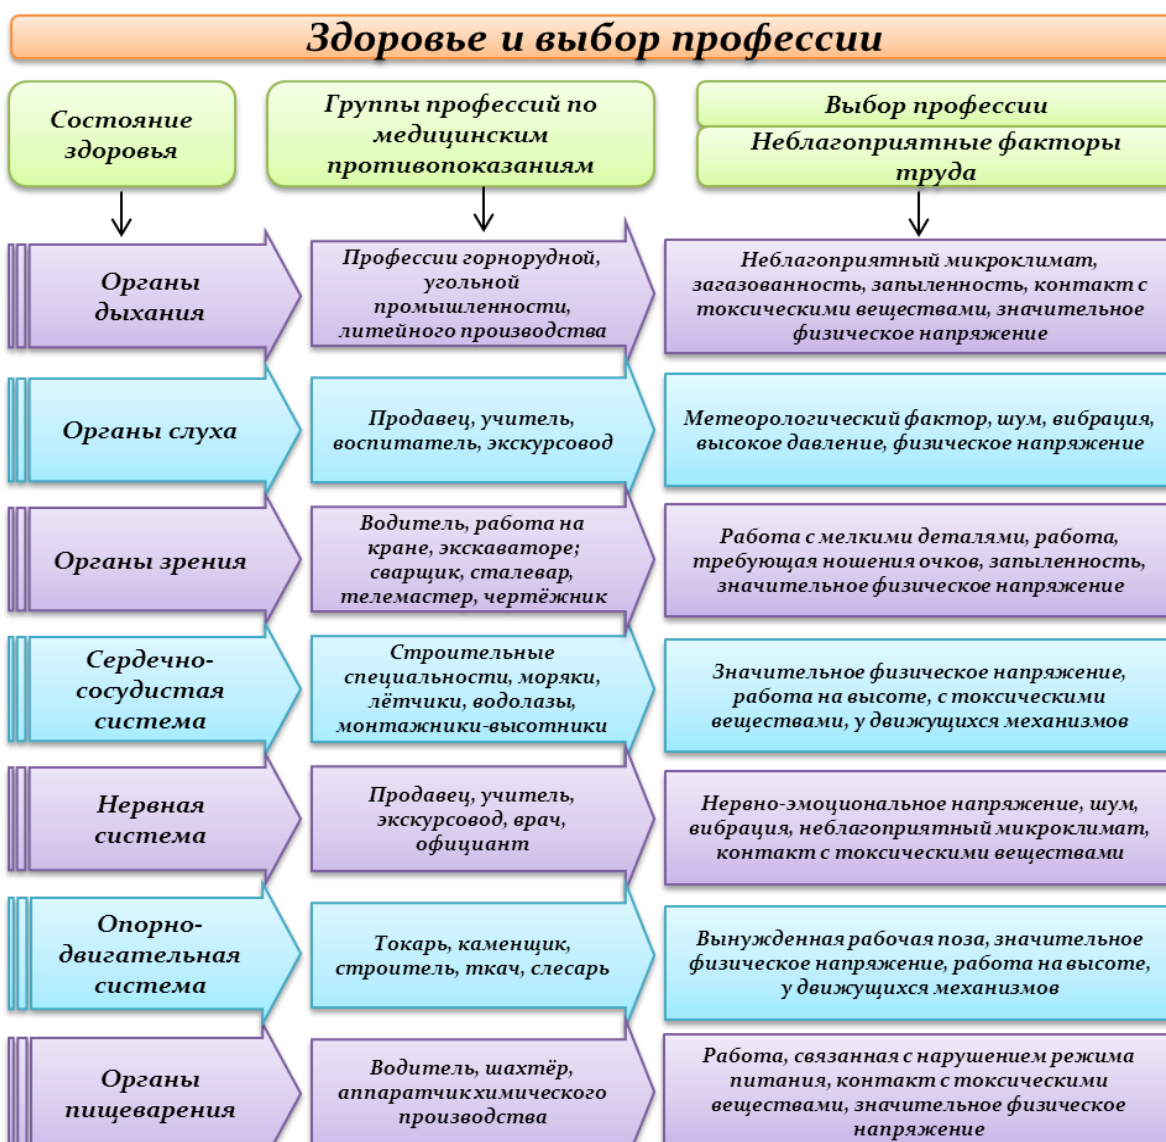 Здоровье и выбор профессии
Состояние
здоровья
Группы профессий по
медицинским
противопоказаниям
Выбор профессии
Неблагоприятные факторы
труда
Органы
дыхания
Профессии горнорудной,
угольной
промышленности,
литейного производства
Неблагоприятный микроклимат,
загазованность, запыленность, контакт с
токсическими веществами, значительное
физическое напряжение
Органы слуха
Продавец, учитель,
воспитатель, экскурсовод
Метеорологический фактор, шум, вибрация,
высокое давление, физическое напряжение
Органы зрения
Водитель, работа на
кране, экскаваторе;
сварщик, сталевар,
телемастер, чертёжник
Работа с мелкими деталями, работа,
требующая ношения очков, запыленность,
значительное физическое напряжение
Сердечно-
сосудистая
система
Строительные
специальности, моряки,
лётчики, водолазы,
монтажники-высотники
Значительное физическое напряжение,
работа на высоте, с токсическими
веществами, у движущихся механизмов
Нервная
система
Продавец, учитель,
экскурсовод, врач,
официант
Нервно-эмоциональное напряжение, шум,
вибрация, неблагоприятный микроклимат,
контакт с токсическими веществами
Опорно-
двигательная
система
Токарь, каменщик,
строитель, ткач, слесарь
Вынужденная рабочая поза, значительное
физическое напряжение, работа на высоте,
у движущихся механизмов
Органы
пищеварения
Водитель, шахтёр,
аппаратчик химического
производства
Работа, связанная с нарушением режима
питания, контакт с токсическими
веществами, значительное физическое
напряжение